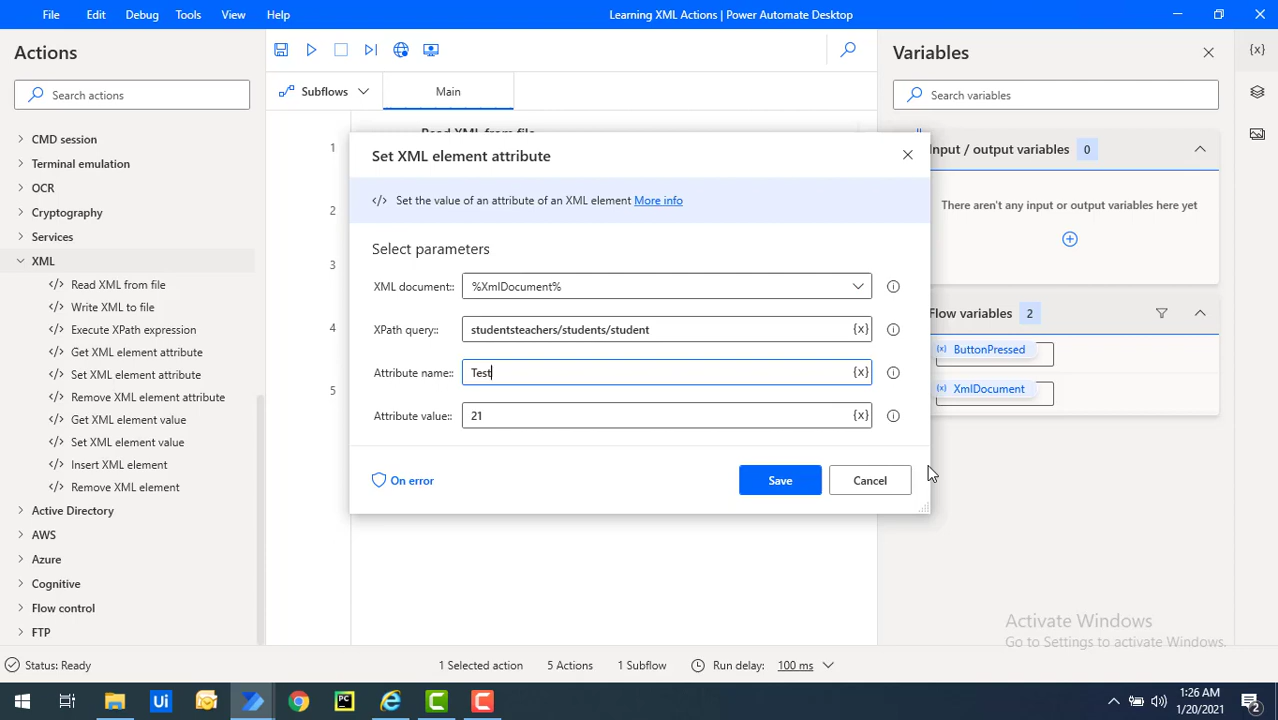 File Edit Debug Tools View Help Learning XML Actions | Power Automate Desktop
Actions
Search actions
CMD session
Terminal emulation
OCR
Cryptography
Services
XML
Read XML from file
Write XML to file
Execute XPath expression
Get XML element attribute
Set XML element attribute
Remove XML element attribute
Get XML element value
Set XML element value
Insert XML element
Remove XML element
Active Directory
AWS
Azure
Cognitive
Flow control
FTP
Subflows Main
1 Read XML from file
2
3
4
5
Set XML element attribute
Set the value of an attribute of an XML element More info
Select parameters
XML document:: %XmlDocument%
XPath query:: studentsteachers/students/student {x}
Attribute name:: Test {x}
Attribute value:: 21 {x}
On error Save Cancel
Variables {x}
Search variables
Input / output variables 0
There aren't any input or output variables here yet
Flow variables 2
(x) ButtonPressed
(x) XmlDocument
Activate Windows
Go to Settings to activate Windows.
Status: Ready 1 Selected action 5 Actions 1 Subflow Run delay: 100 ms
Ui PC C C
1:26 AM
1/20/2021
2